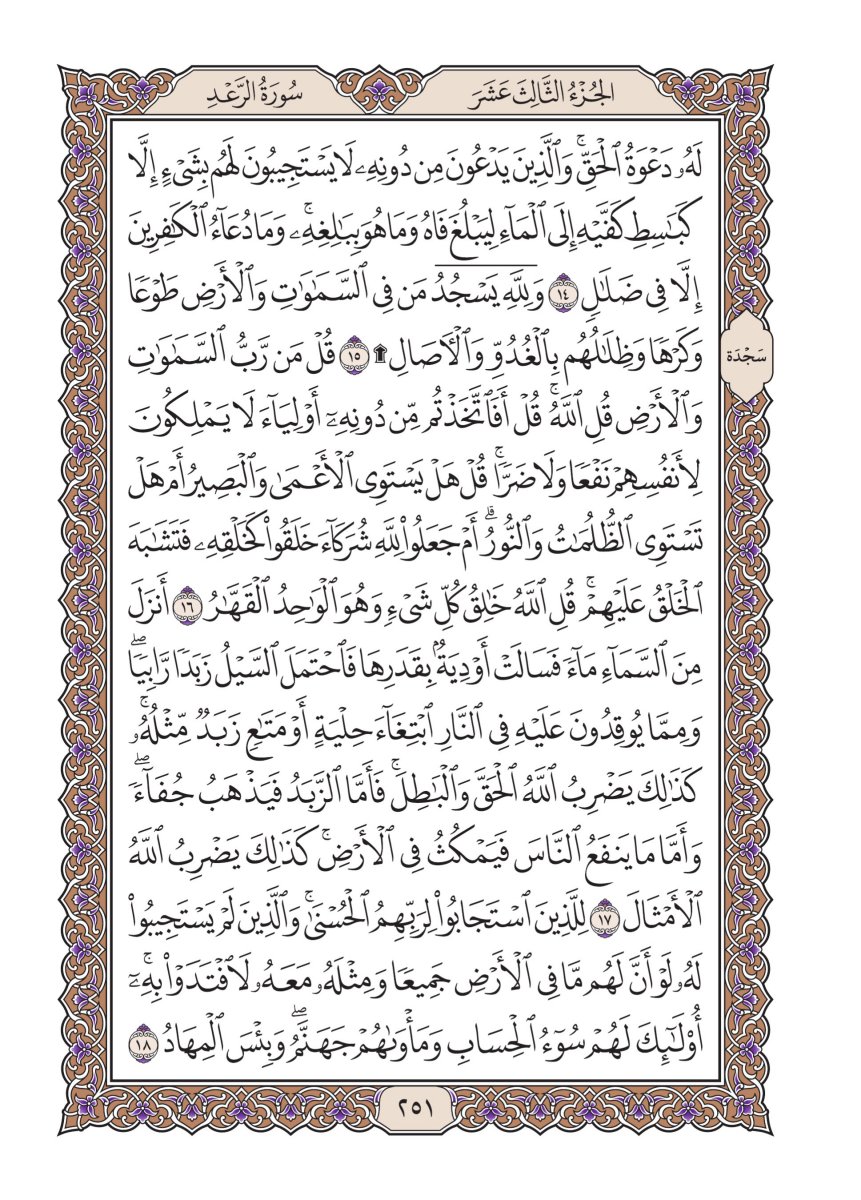 الجُزْءُ الثَّالِثَ عَشَرَ
سُورَةُ الرَّعْدِ
لَهُۥ دَعْوَةُ ٱلْحَقِّۚ وَٱلَّذِينَ يَدْعُونَ مِن دُونِهِۦ لَا يَسْتَجِيبُونَ لَهُم بِشَىْءٍ إِلَّا
كَبَٰسِطِ كَفَّيْهِ إِلَى ٱلْمَآءِ لِيَبْلُغَ فَاهُ وَمَا هُوَ بِبَٰلِغِهِۦۚ وَمَا دُعَآءُ ٱلْكَٰفِرِينَ
إِلَّا فِى ضَلَٰلٍ ١٤ وَلِلَّهِ يَسْجُدُ مَن فِى ٱلسَّمَٰوَٰتِ وَٱلْأَرْضِ طَوْعًا
وَكَرْهًا وَظِلَٰلُهُم بِٱلْغُدُوِّ وَٱلْءَاصَالِ ۩ ١٥ قُلْ مَن رَّبُّ ٱلسَّمَٰوَٰتِ
سَجْدَة
وَٱلْأَرْضِ قُلِ ٱللَّهُۚ قُلْ أَفَٱتَّخَذْتُم مِّن دُونِهِۦٓ أَوْلِيَآءَ لَا يَمْلِكُونَ
لِأَنفُسِهِمْ نَفْعًا وَلَا ضَرًّاۚ قُلْ هَلْ يَسْتَوِى ٱلْأَعْمَىٰ وَٱلْبَصِيرُ أَمْ هَلْ
تَسْتَوِى ٱلظُّلُمَٰتُ وَٱلنُّورُۗ أَمْ جَعَلُوا۟ لِلَّهِ شُرَكَآءَ خَلَقُوا۟ كَخَلْقِهِۦ فَتَشَٰبَهَ
ٱلْخَلْقُ عَلَيْهِمْۚ قُلِ ٱللَّهُ خَٰلِقُ كُلِّ شَىْءٍ وَهُوَ ٱلْوَٰحِدُ ٱلْقَهَّٰرُ ١٦ أَنزَلَ
مِنَ ٱلسَّمَآءِ مَآءً فَسَالَتْ أَوْدِيَةٌۢ بِقَدَرِهَا فَٱحْتَمَلَ ٱلسَّيْلُ زَبَدًا رَّابِيًاۖ
وَمِمَّا يُوقِدُونَ عَلَيْهِ فِى ٱلنَّارِ ٱبْتِغَآءَ حِلْيَةٍ أَوْ مَتَٰعٍ زَبَدٌ مِّثْلُهُۥۚ
كَذَٰلِكَ يَضْرِبُ ٱللَّهُ ٱلْحَقَّ وَٱلْبَٰطِلَۚ فَأَمَّا ٱلزَّبَدُ فَيَذْهَبُ جُفَآءًۖ
وَأَمَّا مَا يَنفَعُ ٱلنَّاسَ فَيَمْكُثُ فِى ٱلْأَرْضِۚ كَذَٰلِكَ يَضْرِبُ ٱللَّهُ
ٱلْأَمْثَالَ ١٧ لِلَّذِينَ ٱسْتَجَابُوا۟ لِرَبِّهِمُ ٱلْحُسْنَىٰۚ وَٱلَّذِينَ لَمْ يَسْتَجِيبُوا۟
لَهُۥ لَوْ أَنَّ لَهُم مَّا فِى ٱلْأَرْضِ جَمِيعًا وَمِثْلَهُۥ مَعَهُۥ لَٱفْتَدَوْا۟ بِهِۦٓۚ
أُو۟لَٰٓئِكَ لَهُمْ سُوٓءُ ٱلْحِسَابِ وَمَأْوَىٰهُمْ جَهَنَّمُۖ وَبِئْسَ ٱلْمِهَادُ ١٨
٢٥١